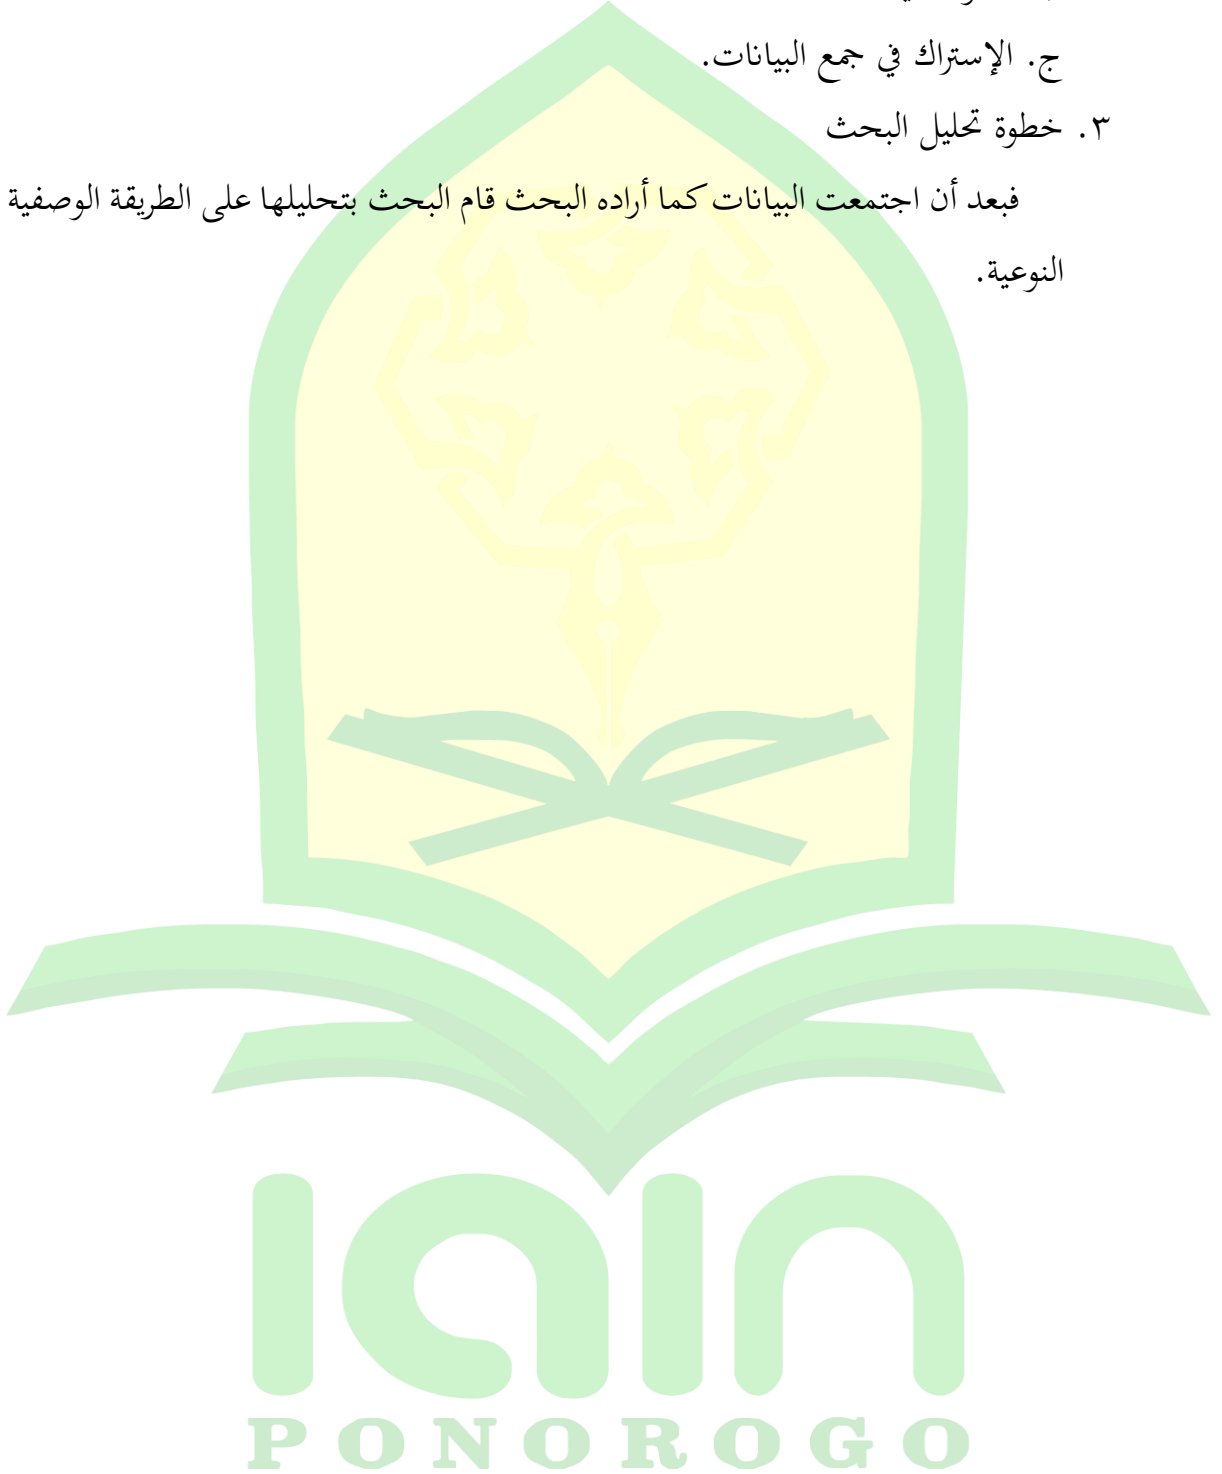 ج. الإستراك في جمع البيانات.
٣. خطوة تحليل البحث
فبعد أن اجتمعت البيانات كما أراده البحث قام البحث بتحليلها على الطريقة الوصفية
النوعية.
iain
PONOROGO